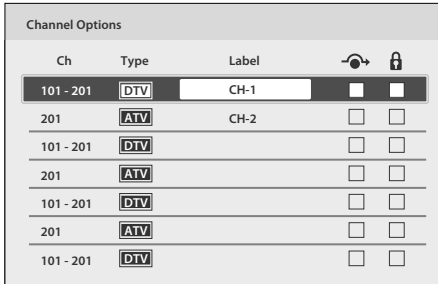 Channel Options
Ch Type Label
101 - 201 DTV CH-1
201 ATV CH-2
101 - 201 DTV
201 ATV
101 - 201 DTV
201 ATV
101 - 201 DTV